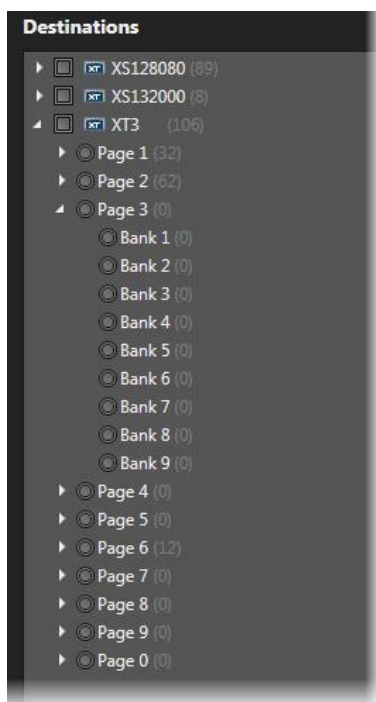 Destinations
XT XS128080 (89)
XT XS132000 (8)
XT XT3 (106)
Page 1 (32)
Page 2 (62)
Page 3 (0)
Bank 1 (0)
Bank 2 (0)
Bank 3 (0)
Bank 4 (0)
Bank 5 (0)
Bank 6 (0)
Bank 7 (0)
Bank 8 (0)
Bank 9 (0)
Page 4 (0)
Page 5 (0)
Page 6 (12)
Page 7 (0)
Page 8 (0)
Page 9 (0)
Page 0 (0)